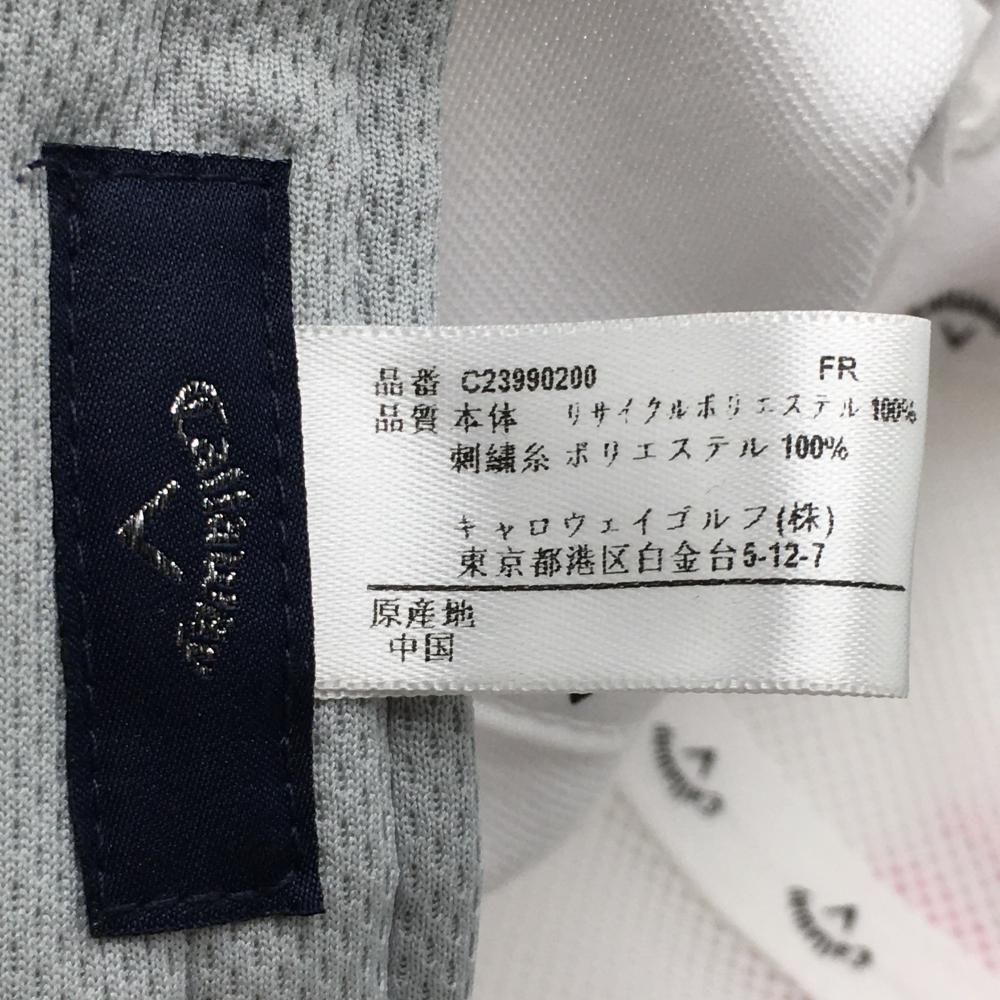 Callaway
品番 C23990200 FR
品質 本体 リサイクルポリエステル 100%
刺繍糸 ポリエステル 100%
キャロウェイゴルフ(株)
東京都港区白金台5-12-7
原産地
中国
Callaway
Callaway